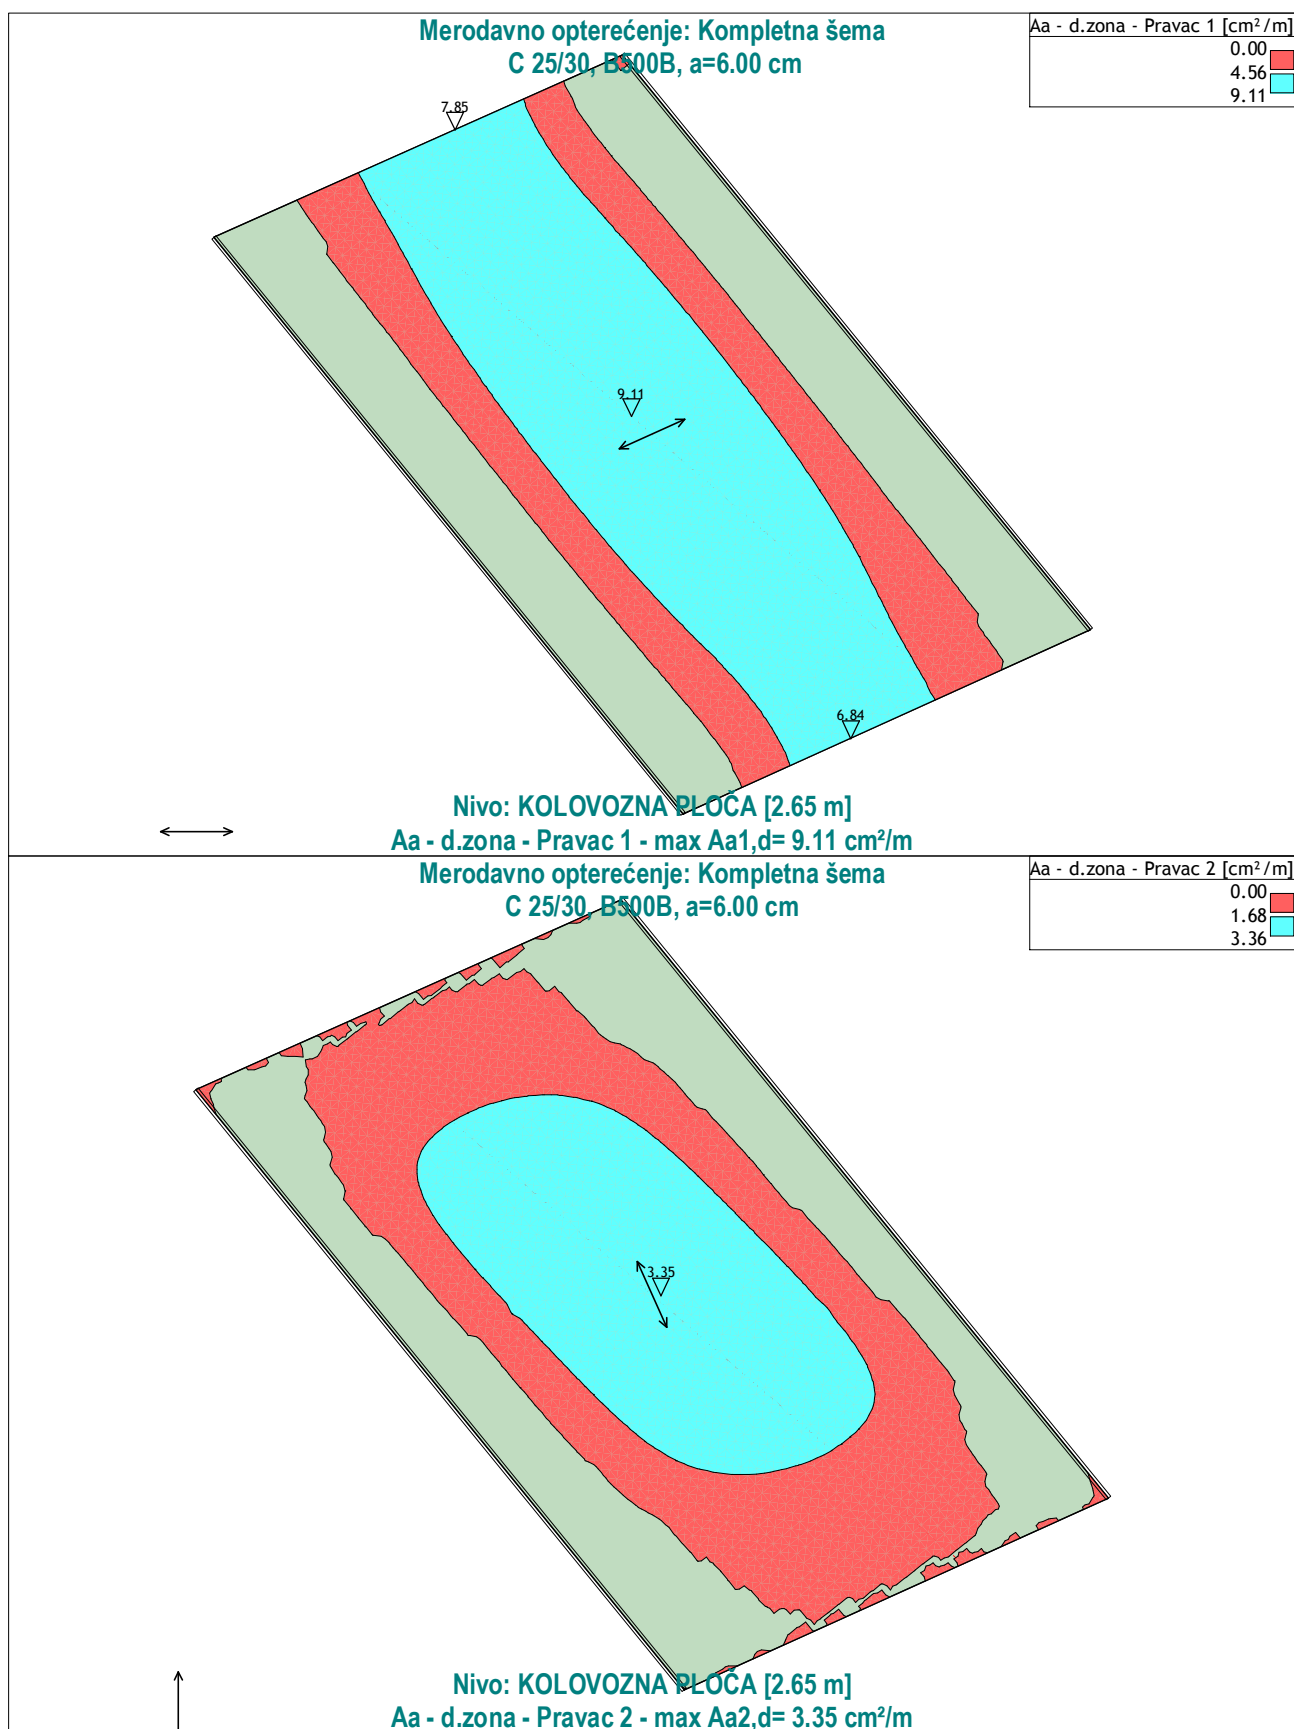 Merodavno opterećenje: Kompletna šema
C 25/30, B500B, a=6.00 cm
Aa - d.zona - Pravac 1 [cm²/m]
0.00
4.56
9.11
7.85
9.11
6.84
Nivo: KOLOVOZNA PLOČA [2.65 m]
Aa - d.zona - Pravac 1 - max Aa1,d= 9.11 cm²/m
Merodavno opterećenje: Kompletna šema
C 25/30, B500B, a=6.00 cm
Aa - d.zona - Pravac 2 [cm²/m]
0.00
1.68
3.36
3.35
Nivo: KOLOVOZNA PLOČA [2.65 m]
Aa - d.zona - Pravac 2 - max Aa2,d= 3.35 cm²/m